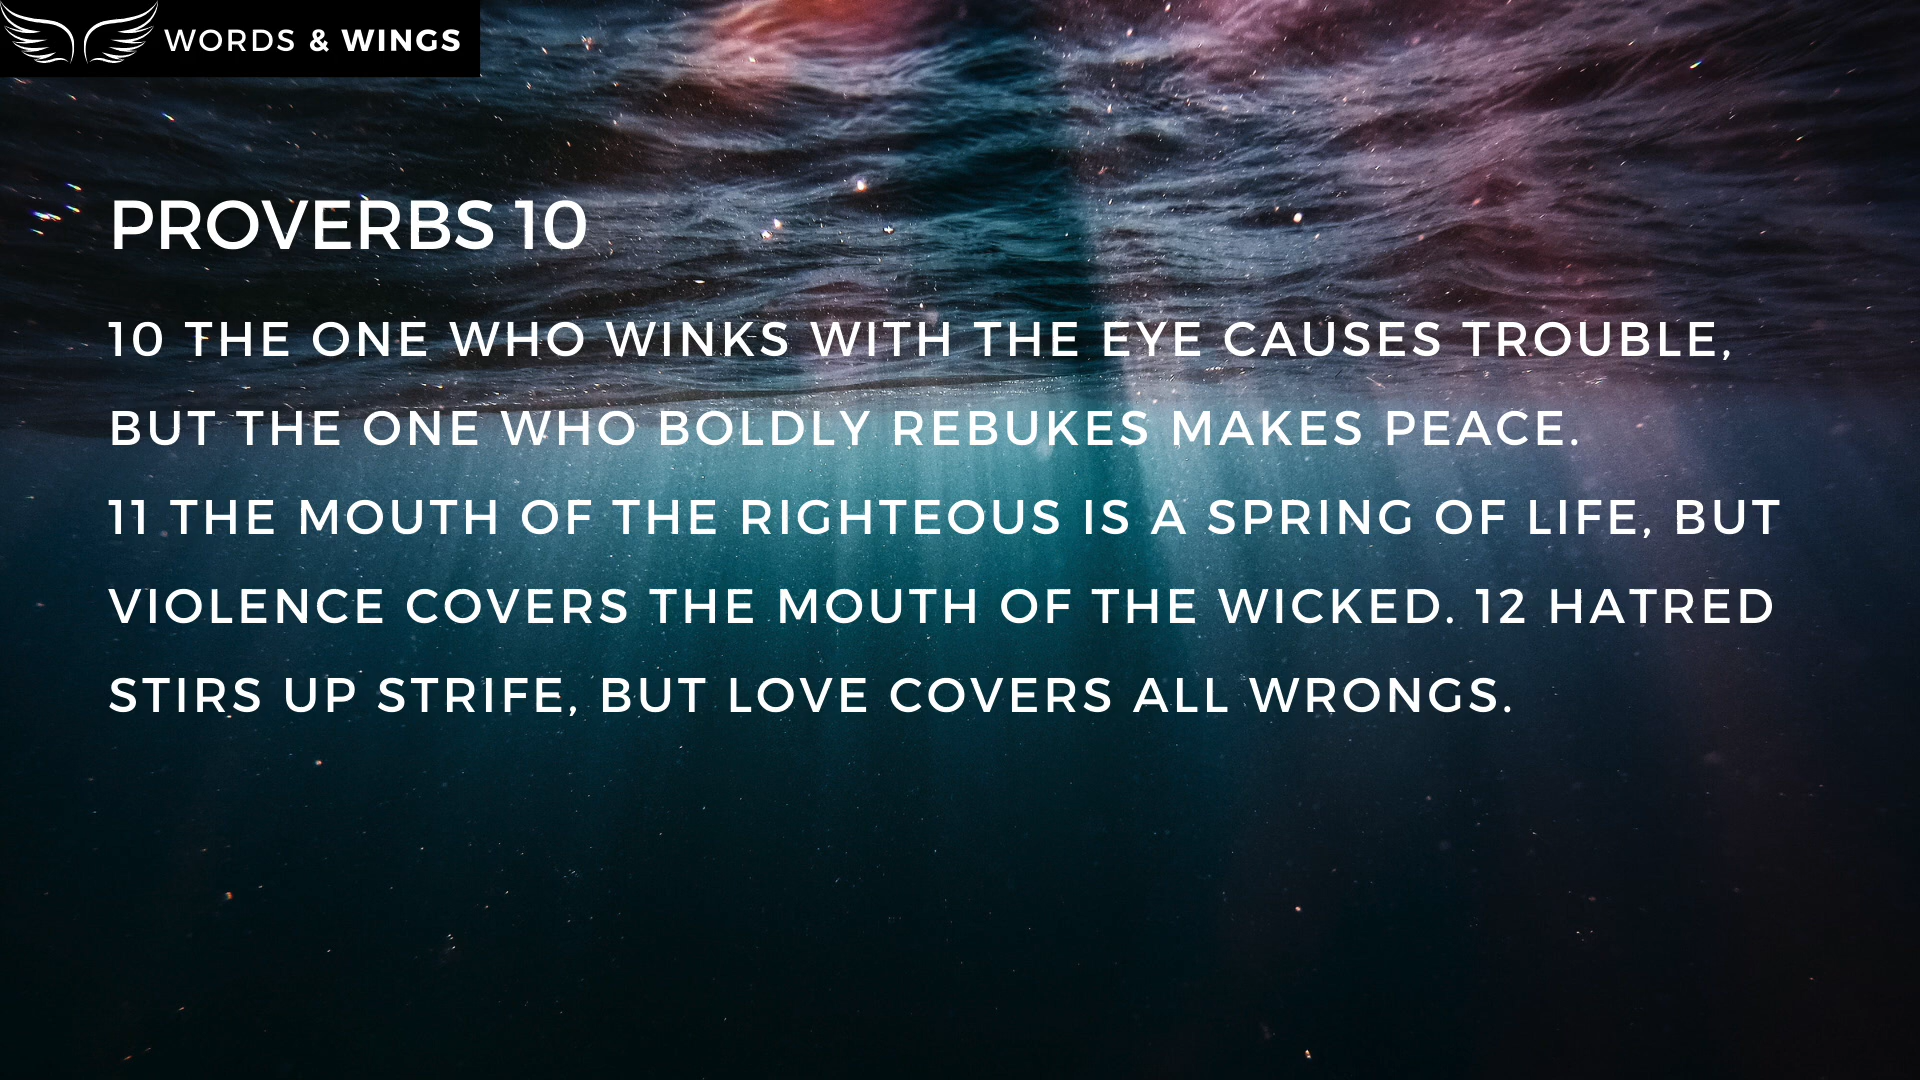 WORDS & WINGS
PROVERBS 10
10 THE ONE WHO WINKS WITH THE EYE CAUSES TROUBLE,
BUT THE ONE WHO BOLDLY REBUKES MAKES PEACE.
11 THE MOUTH OF THE RIGHTEOUS IS A SPRING OF LIFE, BUT
VIOLENCE COVERS THE MOUTH OF THE WICKED. 12 HATRED
STIRS UP STRIFE, BUT LOVE COVERS ALL WRONGS.